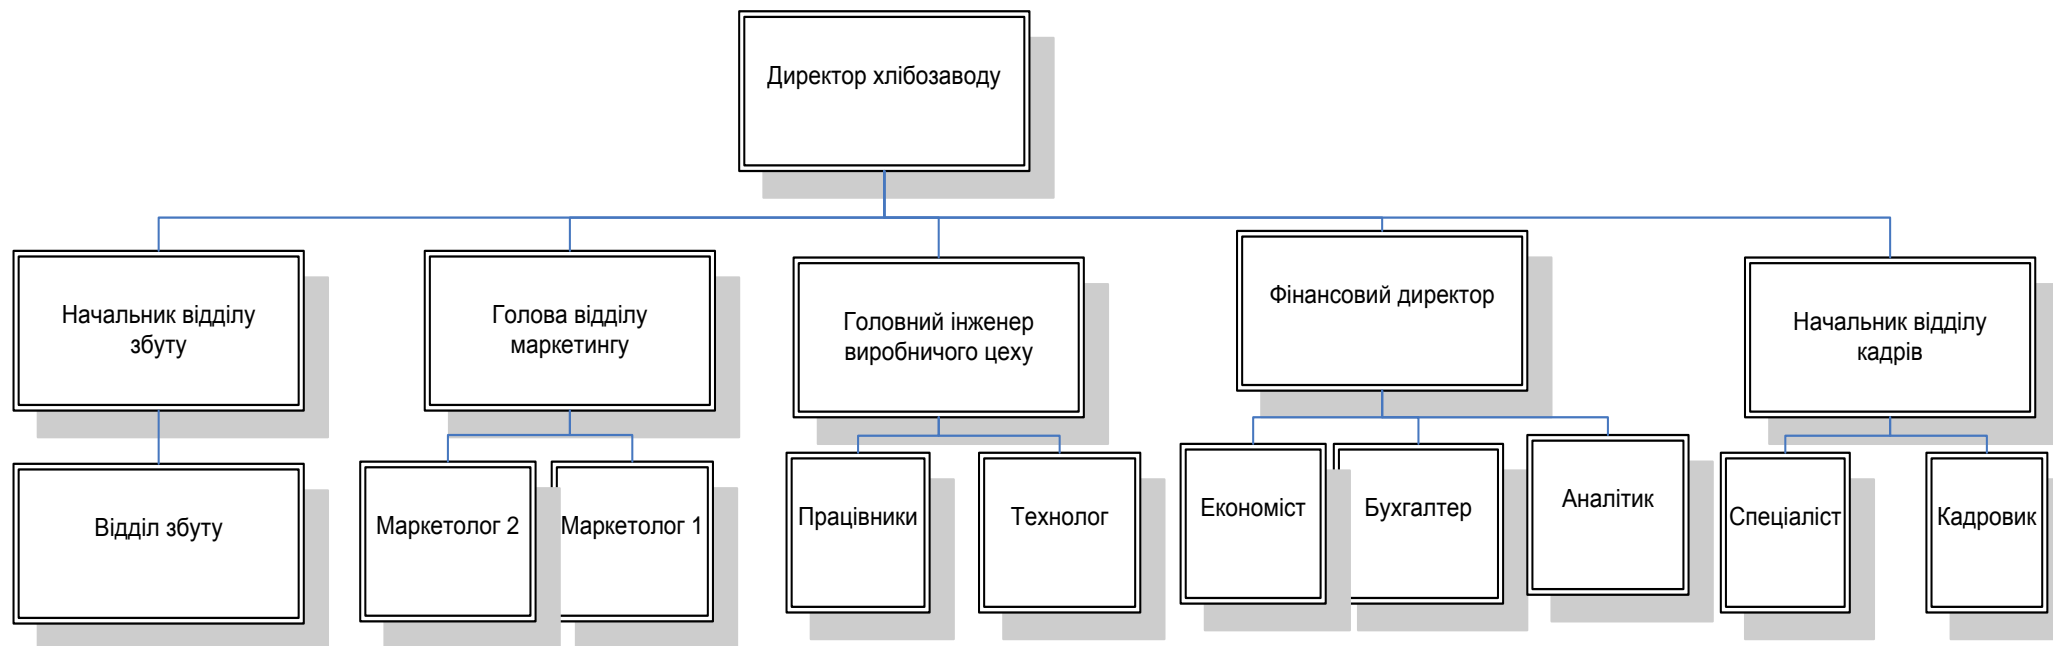 Директор хлібозаводу
Начальник відділу
збуту
Голова відділу
маркетингу
Головний інженер
виробничого цеху
Фінансовий директор
Начальник відділу
кадрів
Відділ збуту
Маркетолог 2
Маркетолог 1
Працівники
Технолог
Економіст
Бухгалтер
Аналітик
Спеціаліст
Кадровик